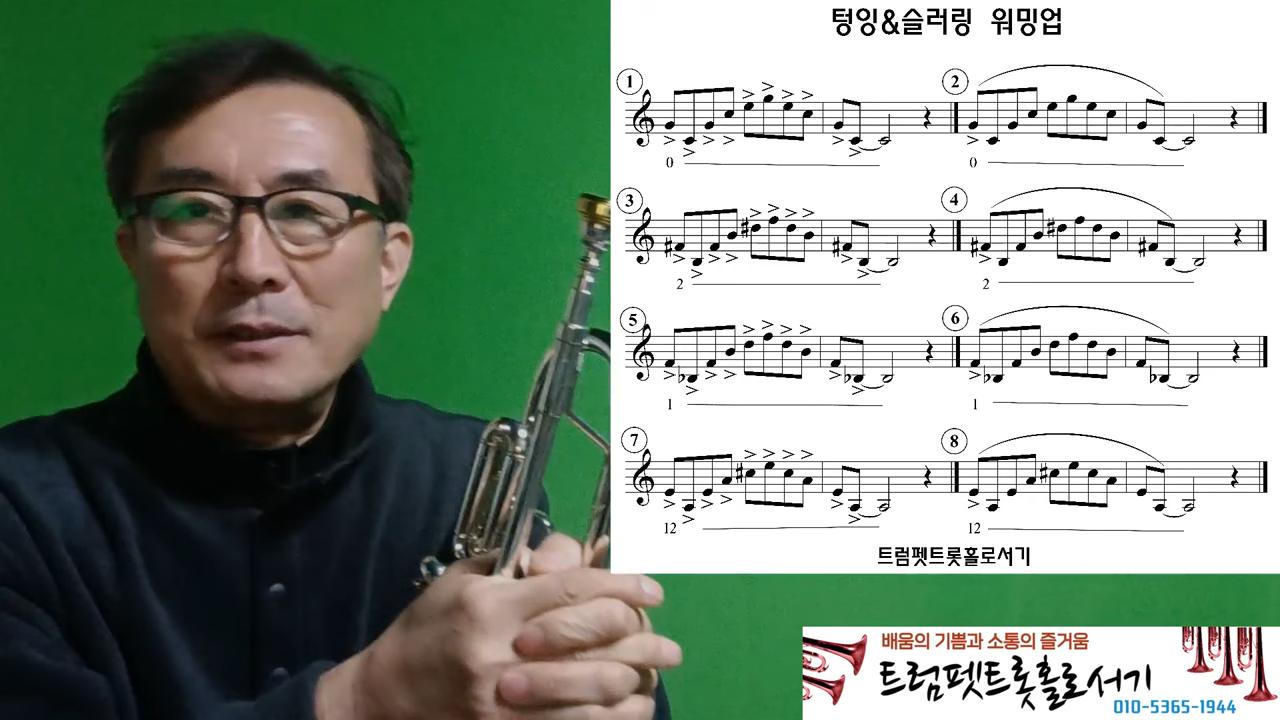 텅잉&슬러링 워밍업
1 2
0 0
3 4
2 2
5 6
1 1
7 8
12 12
트럼펫트롯홀로서기
배움의 기쁨과 소통의 즐거움
트럼펫트롯홀로서기
010-5365-1944